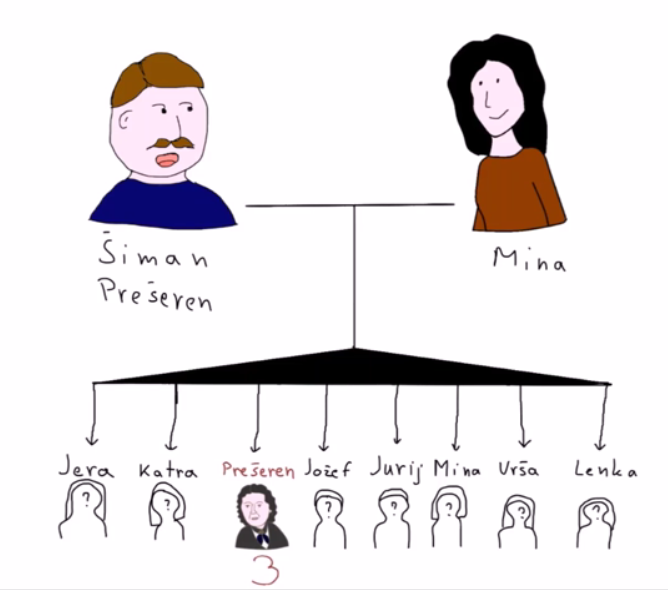 Šiman
Prešeren
Mina
Jera Katra Prešeren Jožef Jurij Mina Urša Lenka
? ? ? ? ? ? ?
3